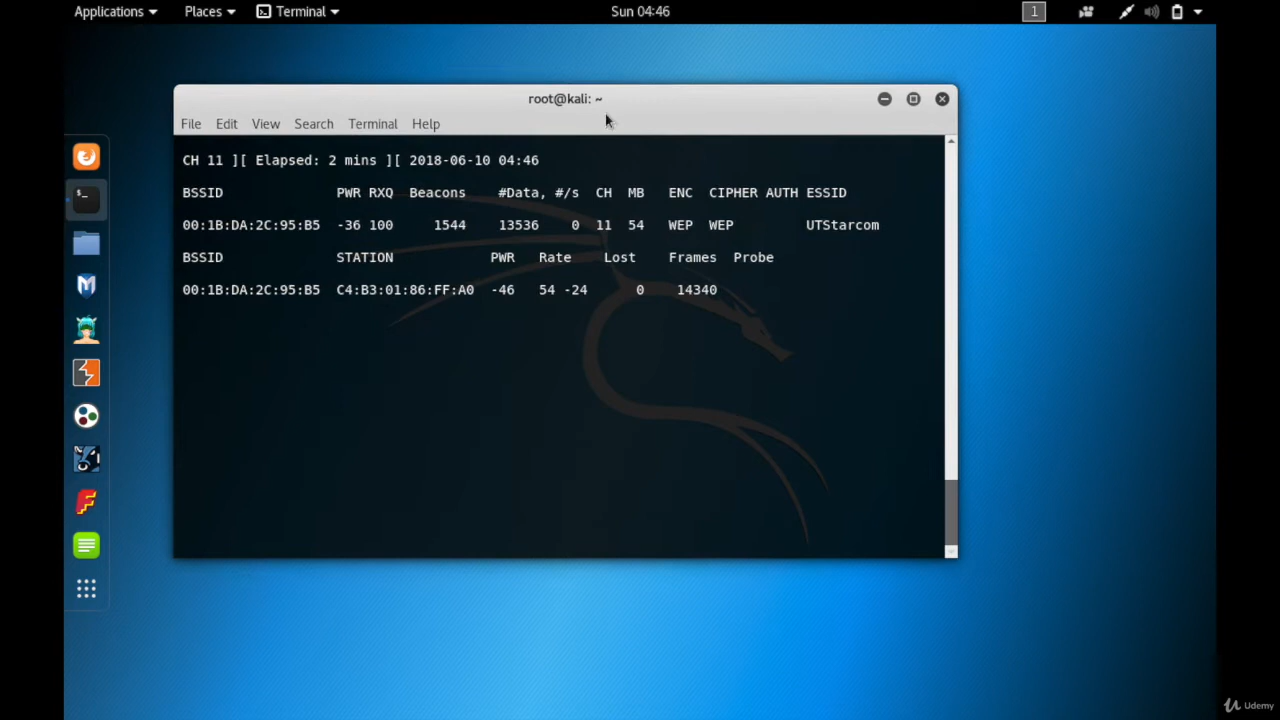 Applications Places Terminal Sun 04:46 1
root@kali: ~
File Edit View Search Terminal Help
CH 11 ][ Elapsed: 2 mins ][ 2018-06-10 04:46
BSSID PWR RXQ Beacons #Data, #/s CH MB ENC CIPHER AUTH ESSID
00:1B:DA:2C:95:B5 -36 100 1544 13536 0 11 54 WEP WEP UTStarcom
BSSID STATION PWR Rate Lost Frames Probe
00:1B:DA:2C:95:B5 C4:B3:01:86:FF:A0 -46 54 -24 0 14340
Udemy